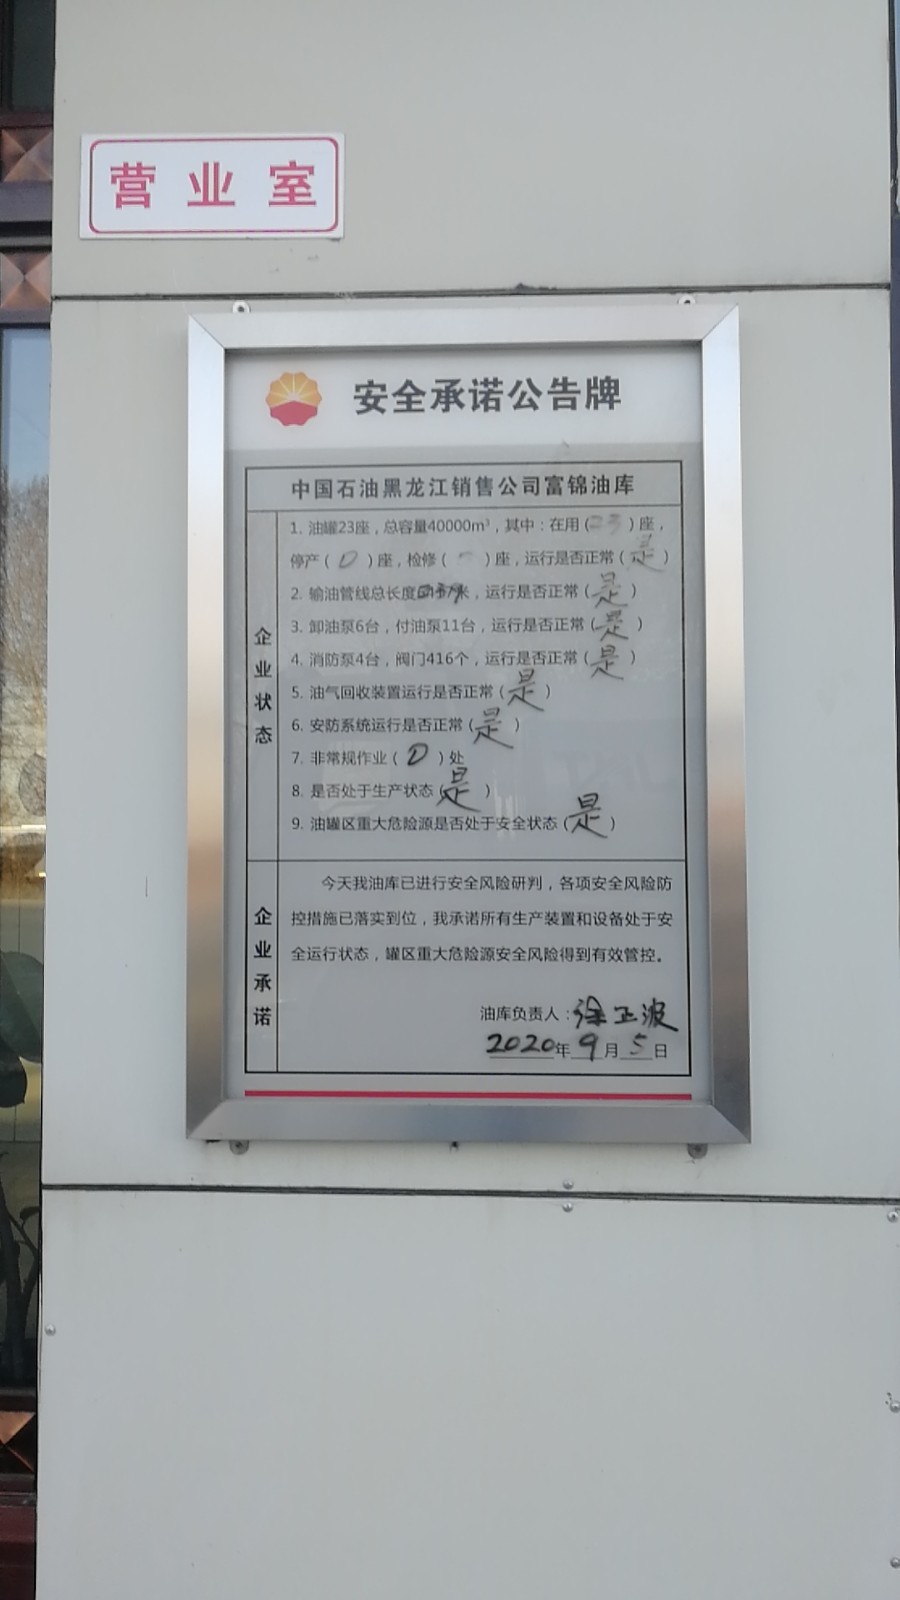 营业室
安全承诺公告牌
中国石油黑龙江销售公司富锦油库
企业状态
1. 油罐23座，总容量40000m³，其中：在用（23）座，
停产（0）座，检修（ ）座，运行是否正常（是）
2. 输油管线总长度 米，运行是否正常（是）
3. 卸油泵6台，付油泵11台，运行是否正常（是）
4. 消防泵4台，阀门416个，运行是否正常（是）
5. 油气回收装置运行是否正常（是）
6. 安防系统运行是否正常（是）
7. 非常规作业（0）处
8. 是否处于生产状态（是）
9. 油罐区重大危险源是否处于安全状态（是）
企业承诺
今天我油库已进行安全风险研判，各项安全风险防
控措施已落实到位，我承诺所有生产装置和设备处于安
全运行状态，罐区重大危险源安全风险得到有效管控。
油库负责人：徐正波
2020年9月5日